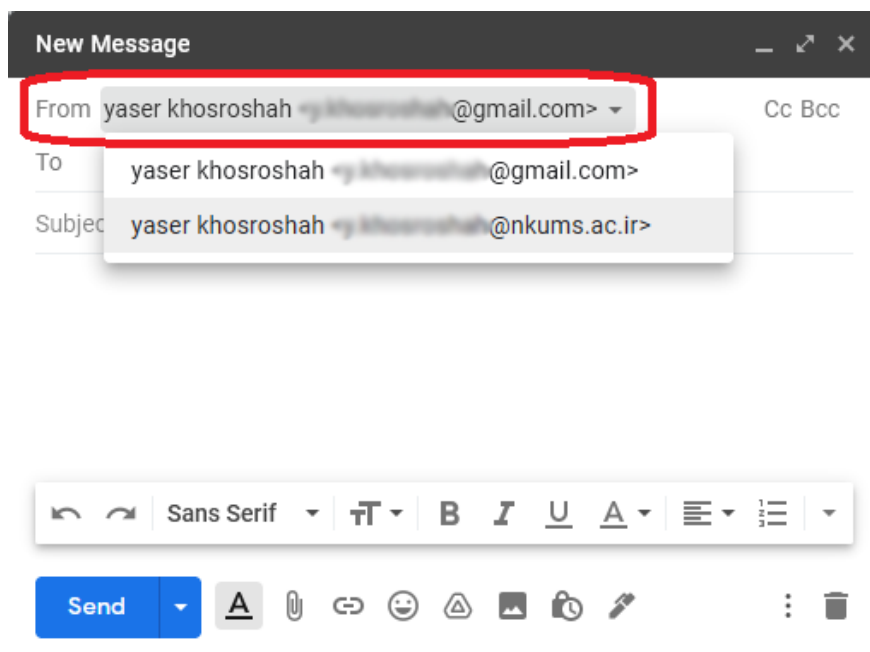 New Message
From yaser khosroshah @gmail.com> Cc Bcc
To
yaser khosroshah @gmail.com>
Subjec
yaser khosroshah @nkums.ac.ir>
Sans Serif
B I U A
Send A